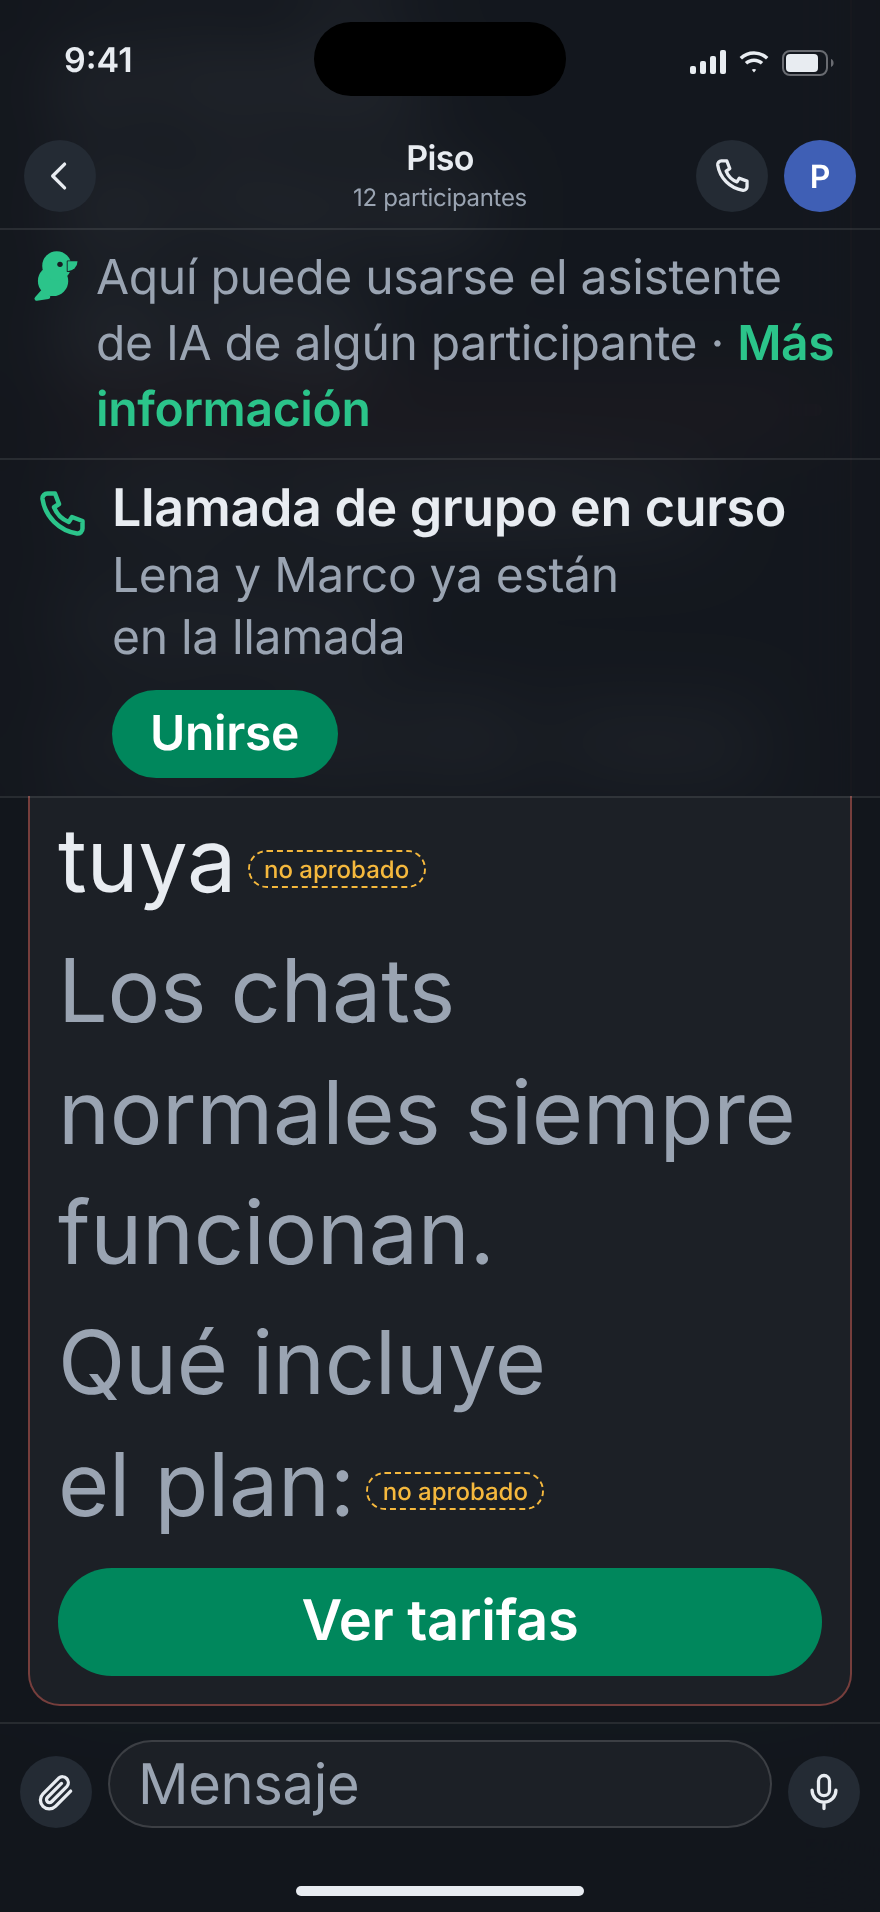 9:41
Piso
12 participantes
P
Aquí puede usarse el asistente
de IA de algún participante · Más
información
Llamada de grupo en curso
Lena y Marco ya están
en la llamada
Unirse
tuya no aprobado
Los chats
normales siempre
funcionan.
Qué incluye
el plan: no aprobado
Ver tarifas
Mensaje